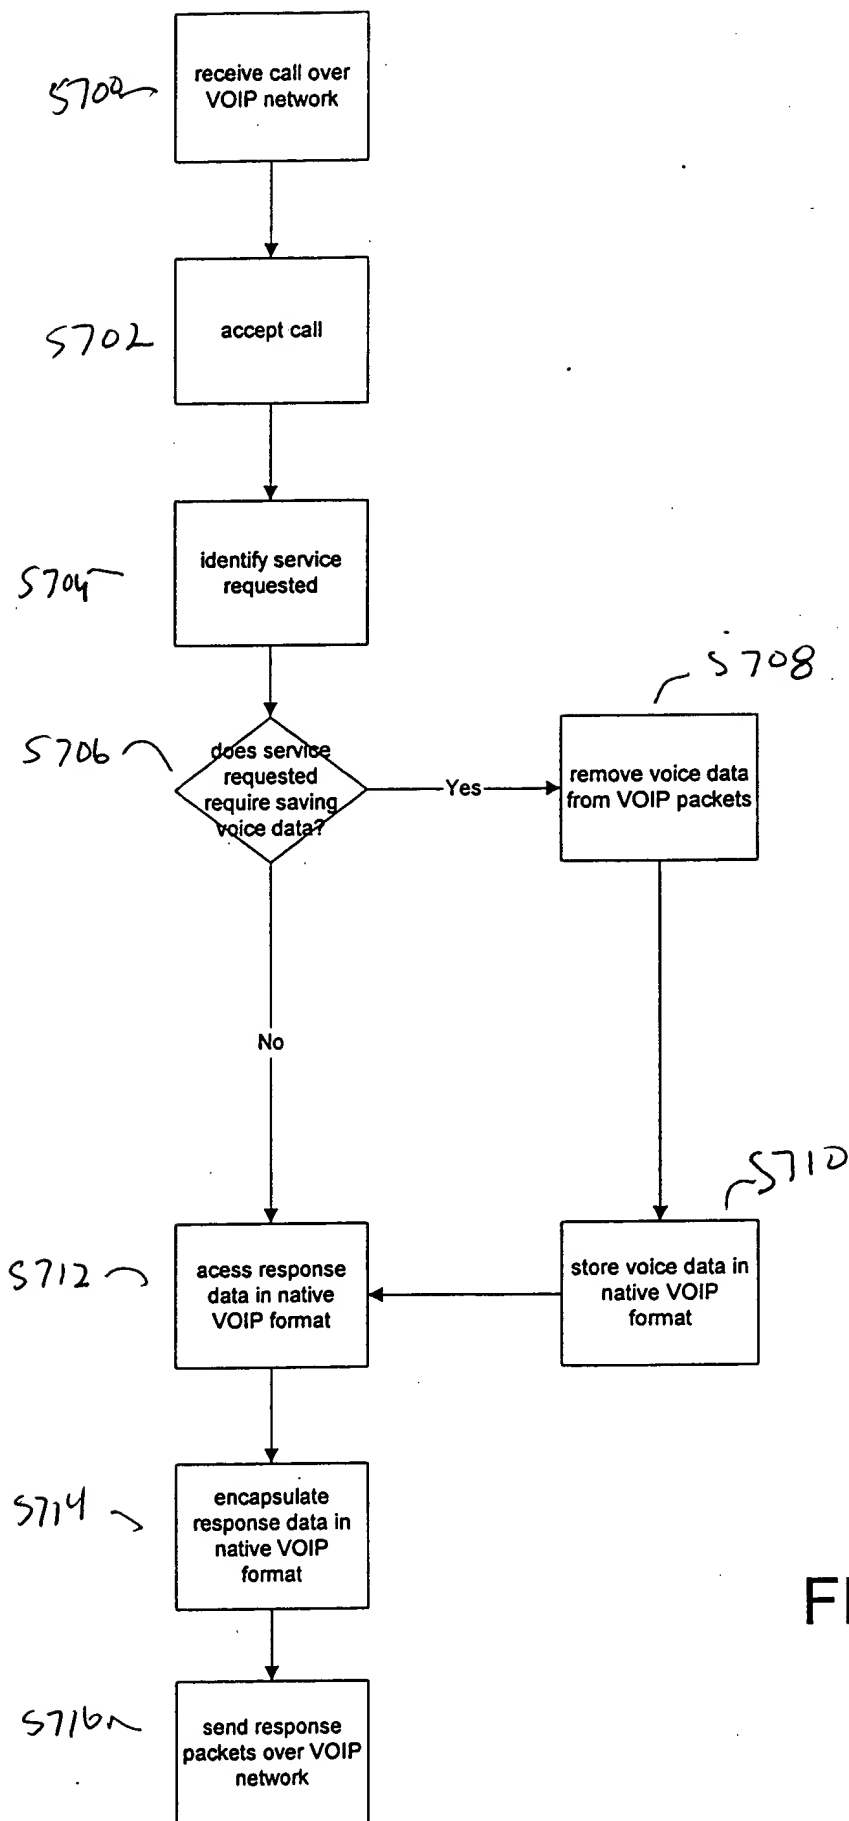 S700
receive call over
VOIP network
S702
accept call
S704
identify service
requested
S706
does service
requested
require saving
voice data?
Yes
S708
remove voice data
from VOIP packets
No
S710
store voice data in
native VOIP
format
S712
acess response
data in native
VOIP format
S714
encapsulate
response data in
native VOIP
format
S716
send response
packets over VOIP
network